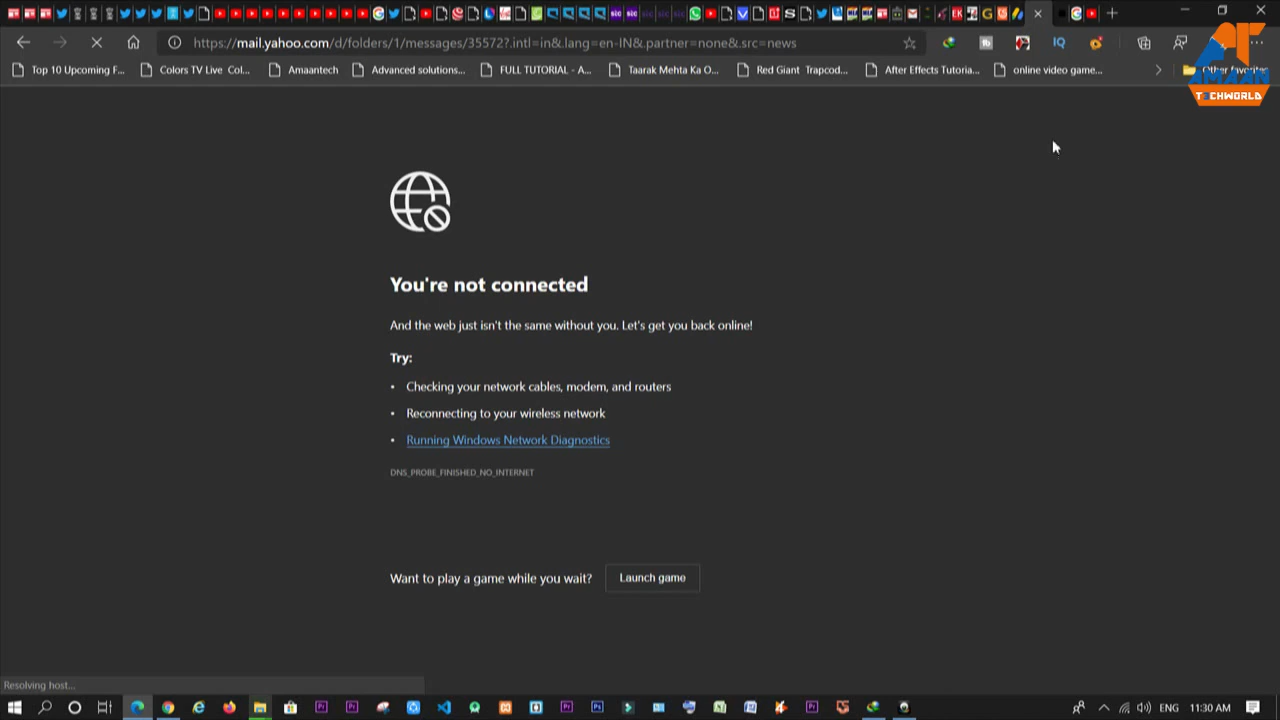 https://mail.yahoo.com/d/folders/1/messages/35572?.intl=in&.lang=en-IN&.partner=none&.src=news
Top 10 Upcoming F...
Colors TV Live Col...
Amaantech
Advanced solutions...
FULL TUTORIAL - A...
Taarak Mehta Ka O...
Red Giant Trapcod...
After Effects Tutoria...
online video game...
Other favorites
AT
AMAAN
TECHWORLD
You're not connected
And the web just isn't the same without you. Let's get you back online!
Try:
• Checking your network cables, modem, and routers
• Reconnecting to your wireless network
• Running Windows Network Diagnostics
DNS_PROBE_FINISHED_NO_INTERNET
Want to play a game while you wait?
Launch game
Resolving host...
ENG
11:30 AM